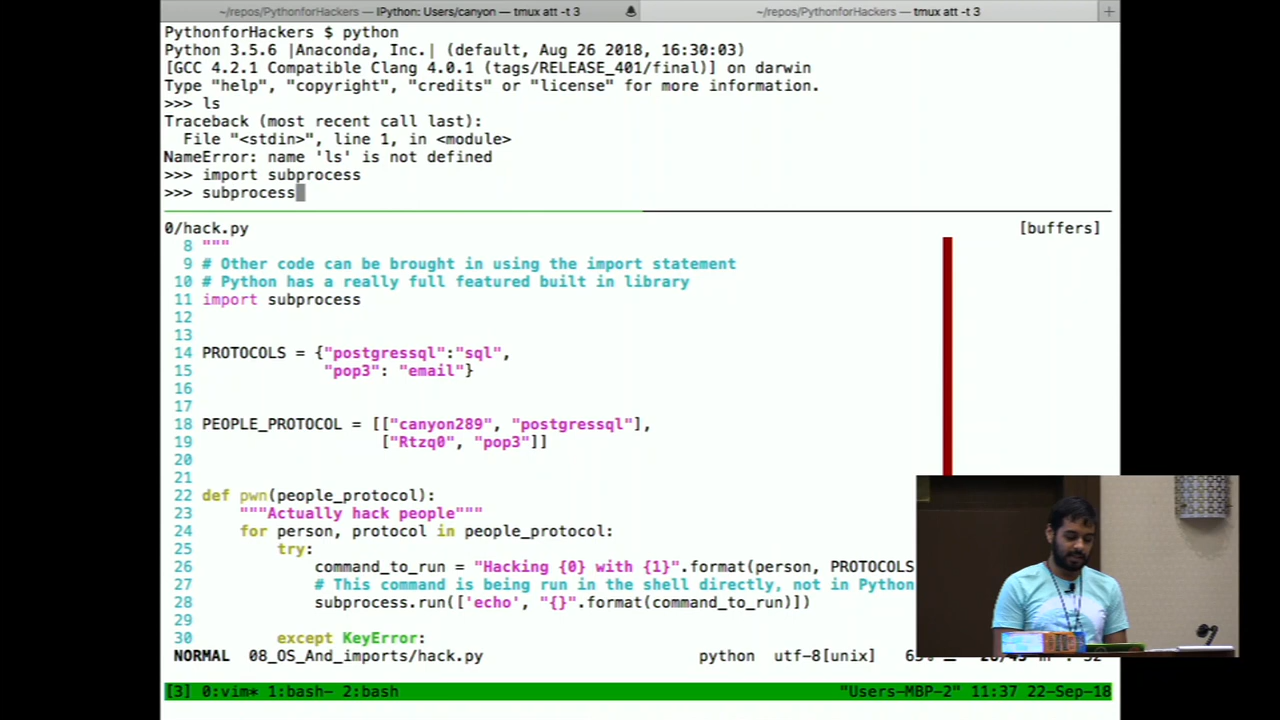 ~/repos/PythonforHackers — IPython: Users/canyon — tmux att -t 3
~/repos/PythonforHackers — tmux att -t 3
PythonforHackers $ python
Python 3.5.6 |Anaconda, Inc.| (default, Aug 26 2018, 16:30:03)
[GCC 4.2.1 Compatible Clang 4.0.1 (tags/RELEASE_401/final)] on darwin
Type "help", "copyright", "credits" or "license" for more information.
>>> ls
Traceback (most recent call last):
  File "<stdin>", line 1, in <module>
NameError: name 'ls' is not defined
>>> import subprocess
>>> subprocess
0/hack.py [buffers]
8 """
9 # Other code can be brought in using the import statement
10 # Python has a really full featured built in library
11 import subprocess
12
13
14 PROTOCOLS = {"postgressql":"sql",
15              "pop3": "email"}
16
17
18 PEOPLE_PROTOCOL = [["canyon289", "postgressql"],
19                    ["Rtzq0", "pop3"]]
20
21
22 def pwn(people_protocol):
23     """Actually hack people"""
24     for person, protocol in people_protocol:
25         try:
26             command_to_run = "Hacking {0} with {1}".format(person, PROTOCOLS
27             # This command is being run in the shell directly, not in Python
28             subprocess.run(['echo', "{}".format(command_to_run)])
29
30         except KeyError:
NORMAL 08_OS_And_imports/hack.py python utf-8[unix]
[3] 0:vim* 1:bash- 2:bash "Users-MBP-2" 11:37 22-Sep-18